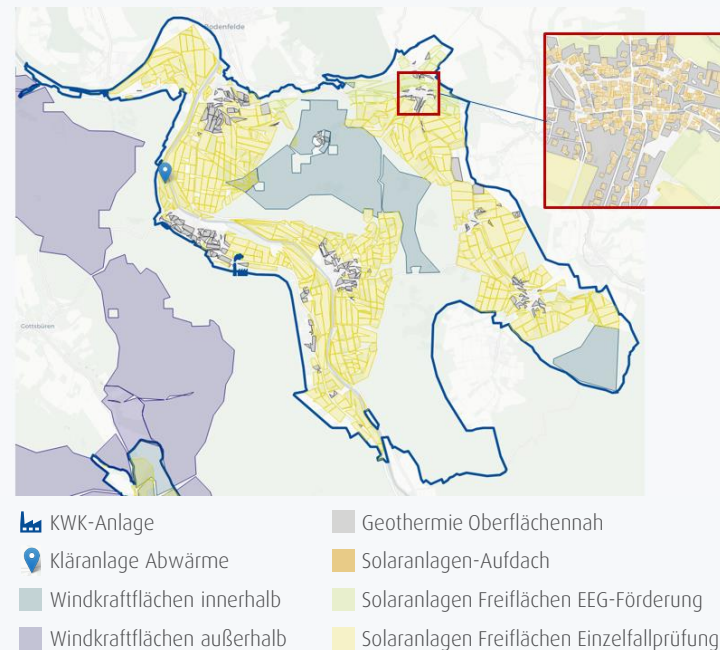 Bodenfelde
Gottsbüren
KWK-Anlage
Kläranlage Abwärme
Windkraftflächen innerhalb
Windkraftflächen außerhalb
Geothermie Oberflächennah
Solaranlagen-Aufdach
Solaranlagen Freiflächen EEG-Förderung
Solaranlagen Freiflächen Einzelfallprüfung